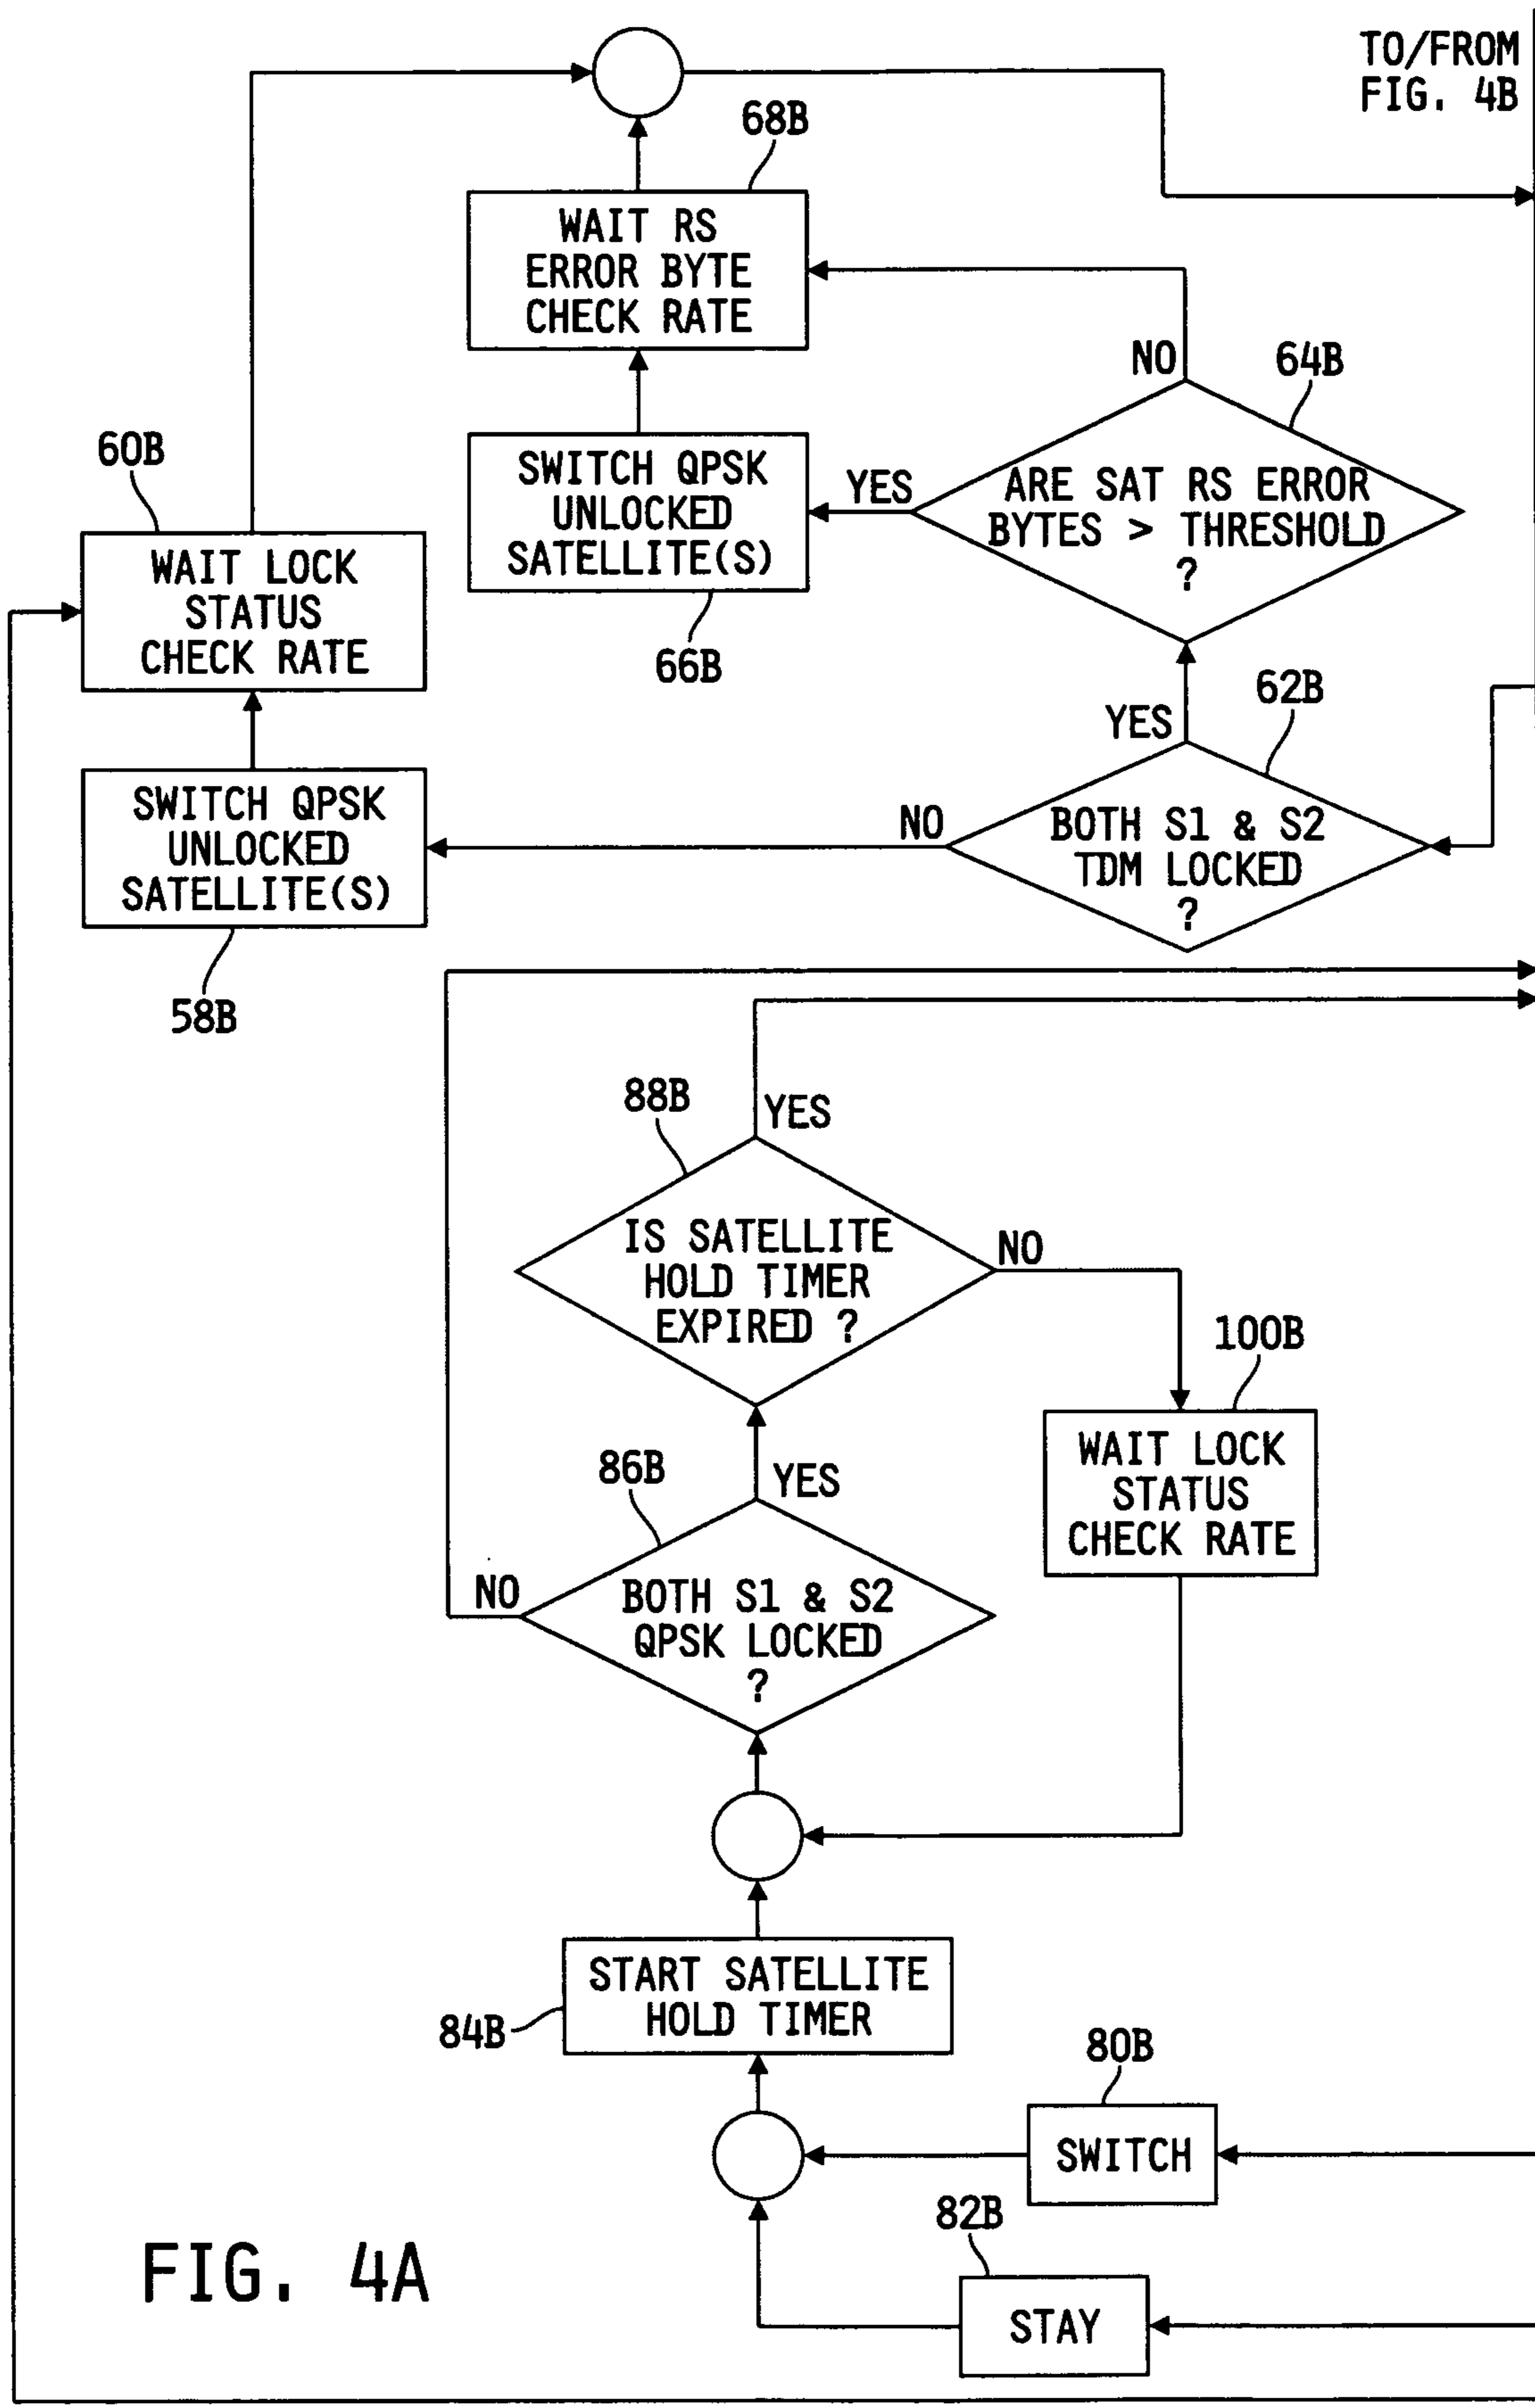 TO/FROM
FIG. 4B
68B
WAIT RS
ERROR BYTE
CHECK RATE
NO
64B
60B
SWITCH QPSK
UNLOCKED
SATELLITE(S)
YES
ARE SAT RS ERROR
BYTES > THRESHOLD
?
WAIT LOCK
STATUS
CHECK RATE
66B
62B
YES
SWITCH QPSK
UNLOCKED
SATELLITE(S)
NO
BOTH S1 & S2
TDM LOCKED
?
58B
88B
YES
IS SATELLITE
HOLD TIMER
EXPIRED ?
NO
100B
WAIT LOCK
STATUS
CHECK RATE
86B
YES
NO
BOTH S1 & S2
QPSK LOCKED
?
START SATELLITE
HOLD TIMER
84B
80B
SWITCH
82B
STAY
FIG. 4A